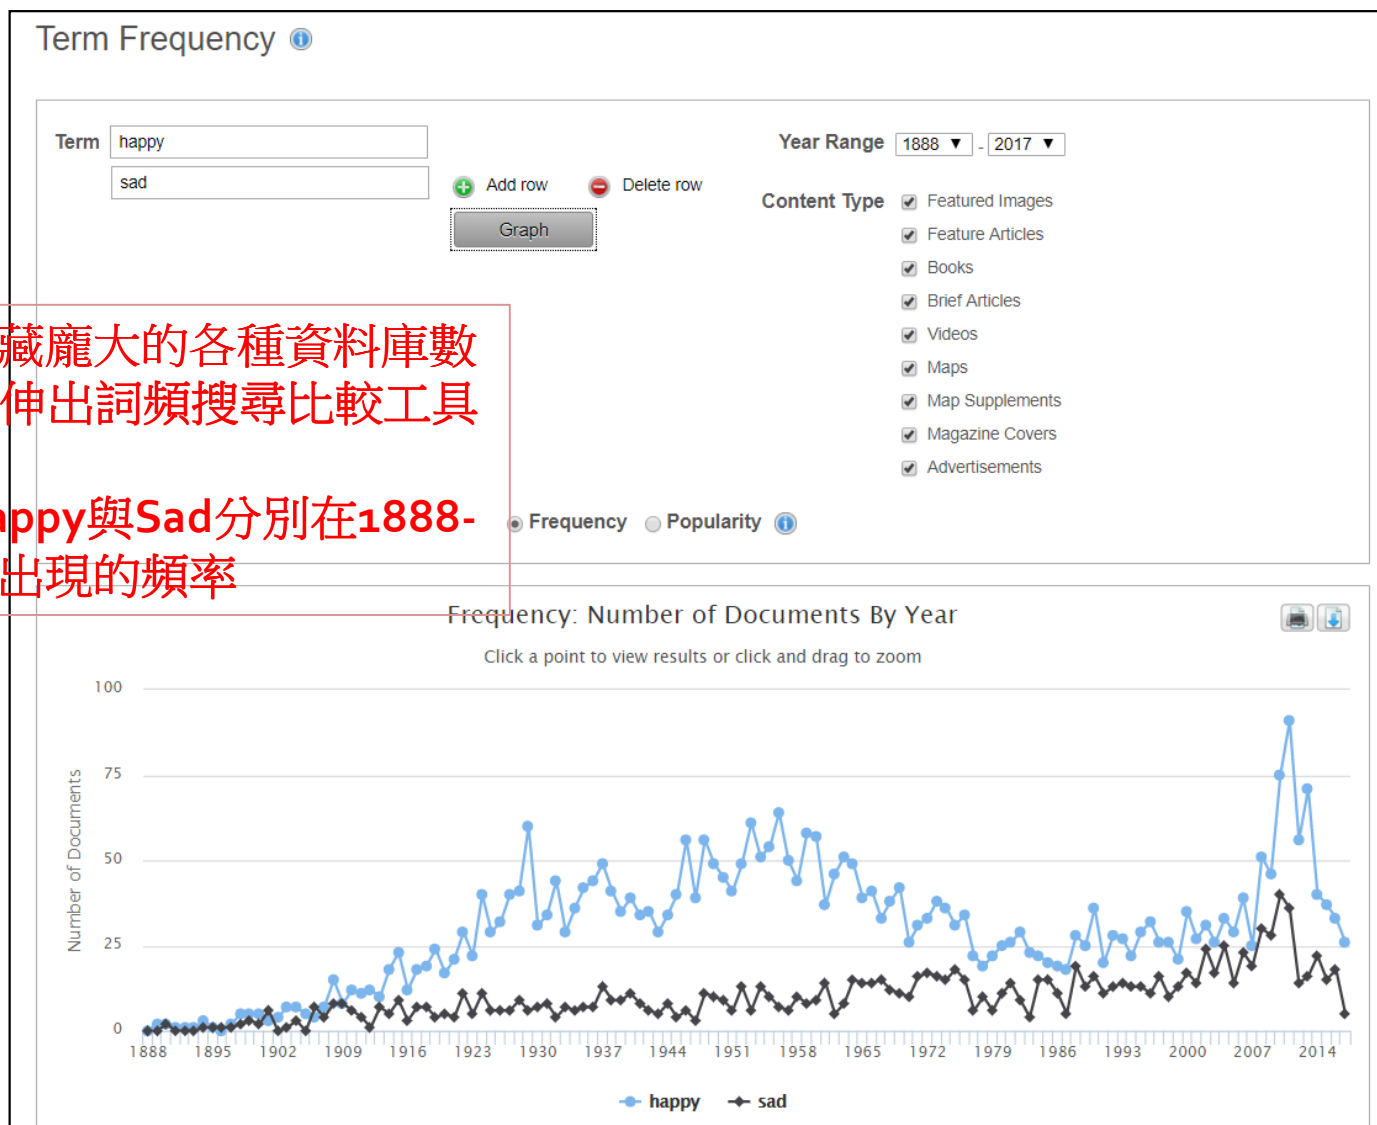 Term Frequency
Term happy
Year Range 1888 - 2017
sad
Add row Delete row
Graph
Content Type Featured Images
Feature Articles
Books
Brief Articles
Videos
Maps
Map Supplements
Magazine Covers
Advertisements
藏龐大的各種資料庫數
伸出詞頻搜尋比較工具
appy與Sad分別在1888-
出現的頻率
Frequency Popularity
Frequency: Number of Documents By Year
Click a point to view results or click and drag to zoom
Number of Documents
100
75
50
25
0
1888 1895 1902 1909 1916 1923 1930 1937 1944 1951 1958 1965 1972 1979 1986 1993 2000 2007 2014
happy sad